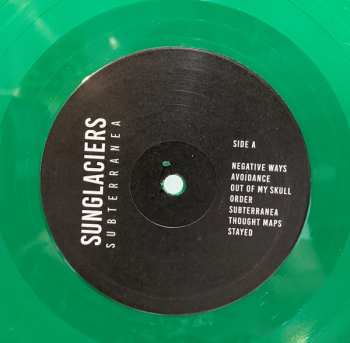 SUNGLACIERS
SUBTERRANEA
SIDE A
NEGATIVE WAYS
AVOIDANCE
OUT OF MY SKULL
ORDER
SUBTERRANEA
THOUGHT MAPS
STAYED